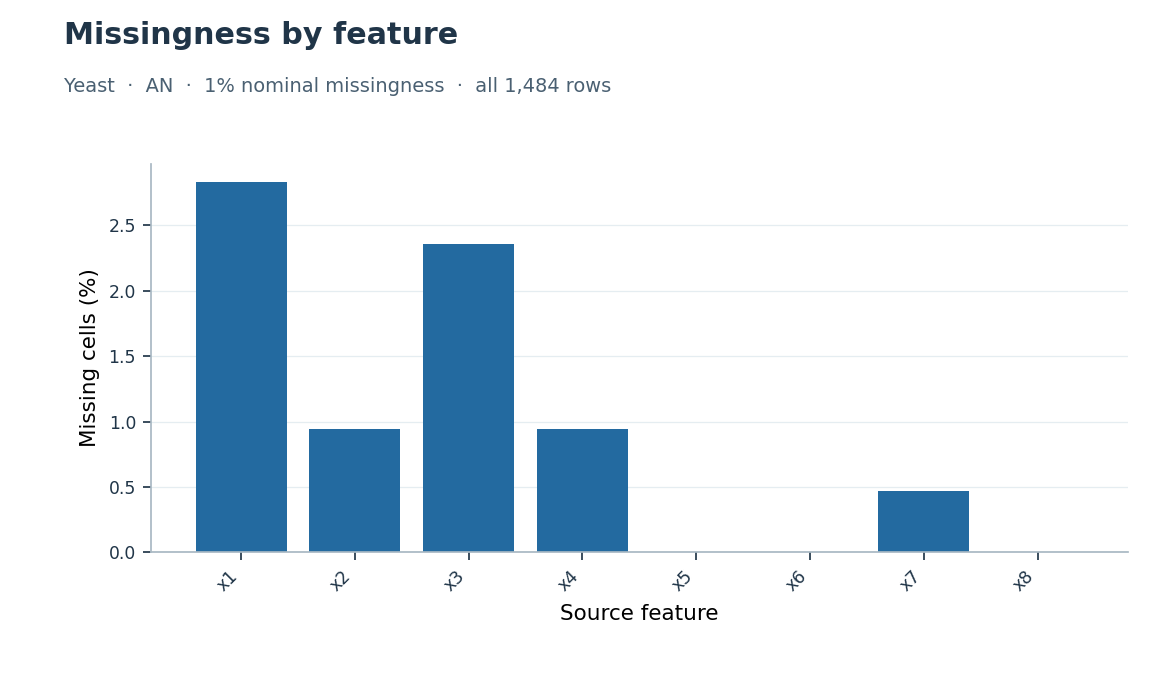 Missingness by feature
Yeast · AN · 1% nominal missingness · all 1,484 rows
Missing cells (%)
2.5
2.0
1.5
1.0
0.5
0.0
x1 x2 x3 x4 x5 x6 x7 x8
Source feature